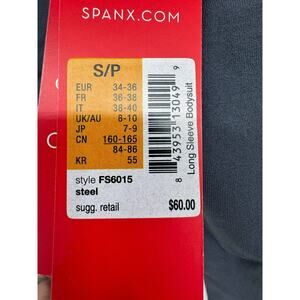 SPANX.COM
S/P
EUR 34-36
FR 36-38
IT 38-40
UK/AU 8-10
JP 7-9
CN 160-165
84-86
KR 55
style FS6015
steel
sugg. retail $60.00
8 43953 13049 9
Long Sleeve Bodysuit